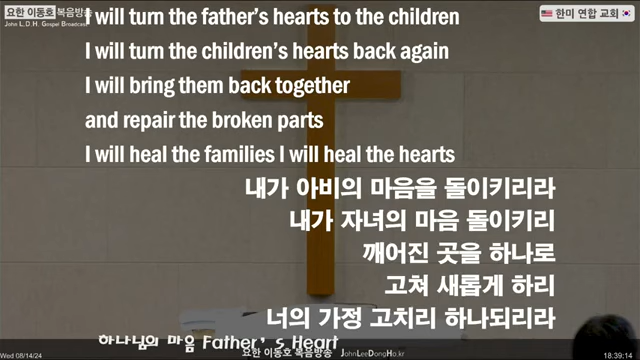 요한 이동호 복음방송
John L.D.H. Gospel Broadcast
한미 연합 교회
I will turn the father's hearts to the children
I will turn the children's hearts back again
I will bring them back together
and repair the broken parts
I will heal the families I will heal the hearts
내가 아비의 마음을 돌이키리라
내가 자녀의 마음 돌이키리
깨어진 곳을 하나로
고쳐 새롭게 하리
너의 가정 고치리 하나되리라
하나님의 마음 Father's Heart
Wed 08/14/24
요한 이동호 복음방송 JohnLeeDongHo.kr
18:39:14